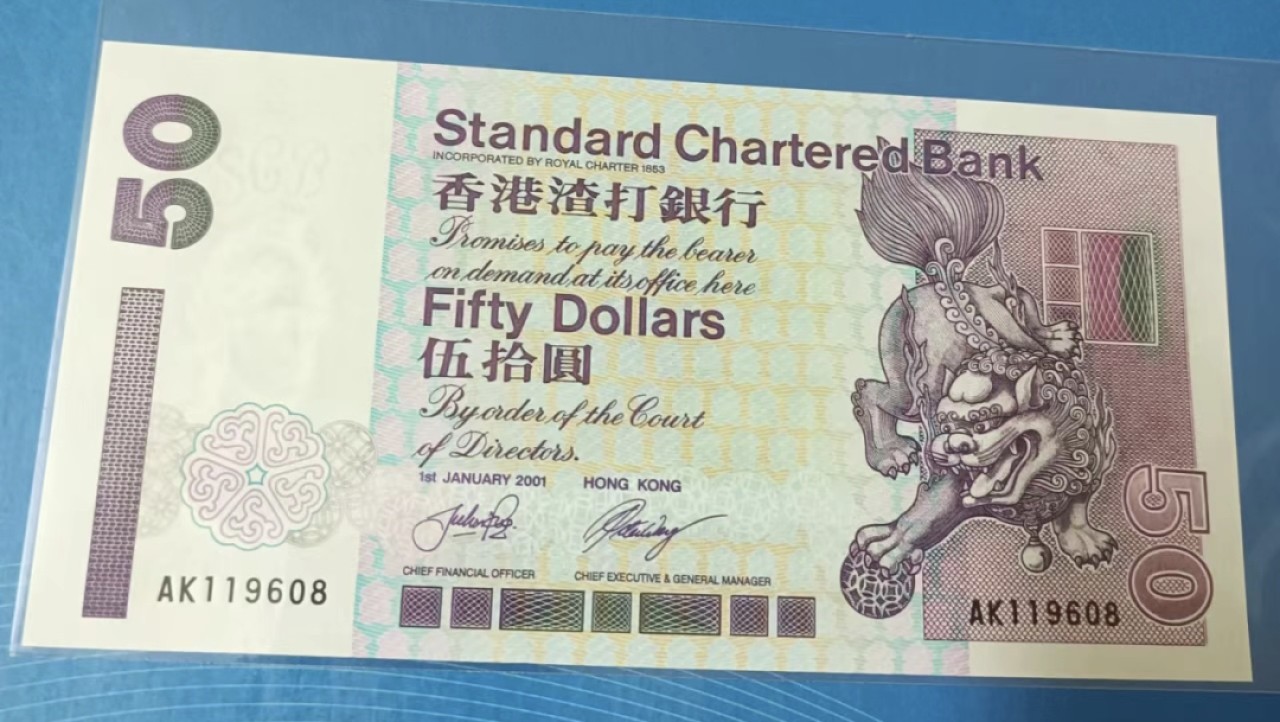 50
Standard Chartered Bank
INCORPORATED BY ROYAL CHARTER 1853
香港渣打銀行
Promises to pay the bearer
on demand at its office here
Fifty Dollars
伍拾圓
By order of the Court
of Directors.
1st JANUARY 2001 HONG KONG
CHIEF FINANCIAL OFFICER CHIEF EXECUTIVE & GENERAL MANAGER
AK119608
AK119608
50